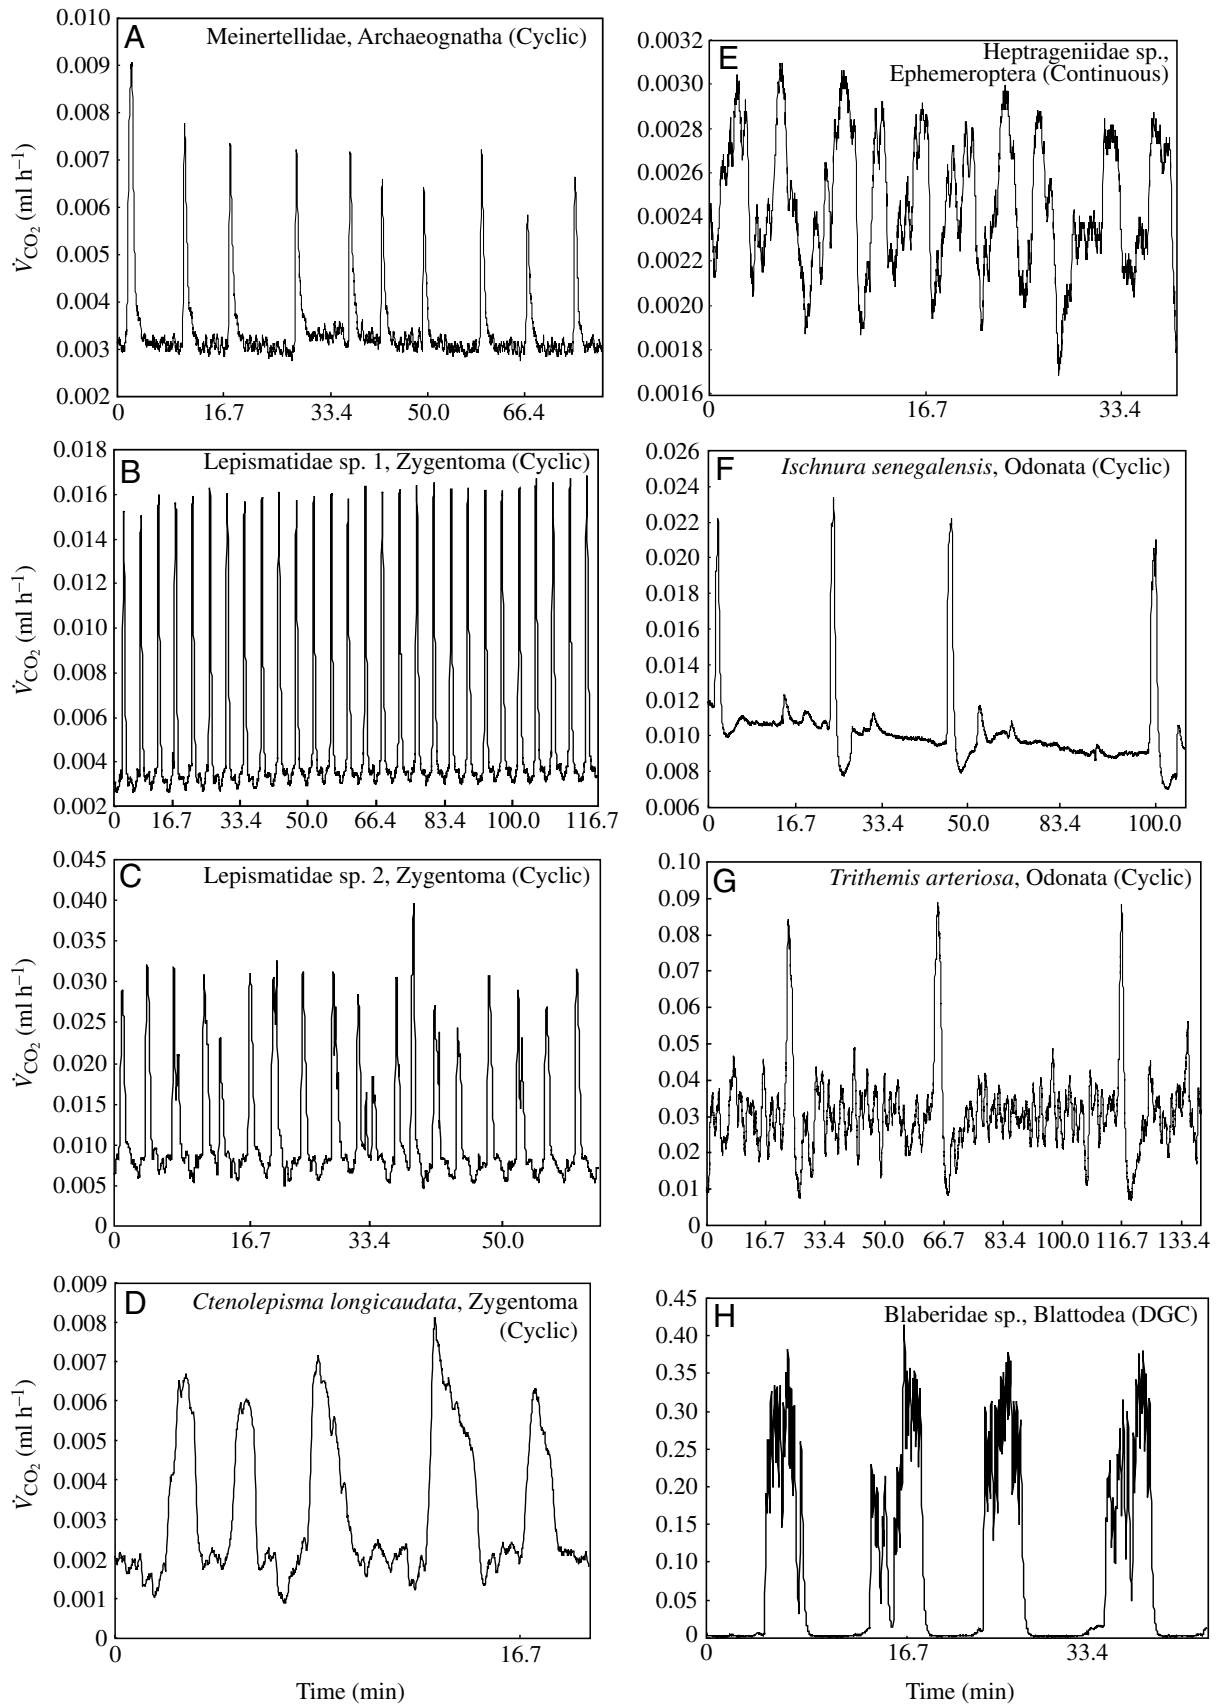 A
Meinertellidae, Archaeognatha (Cyclic)
0.010
0.009
0.008
0.007
0.006
0.005
0.004
0.003
0.002
V̇CO₂ (ml h⁻¹)
0 16.7 33.4 50.0 66.4
B
Lepismatidae sp. 1, Zygentoma (Cyclic)
0.018
0.016
0.014
0.012
0.010
0.008
0.006
0.004
0.002
V̇CO₂ (ml h⁻¹)
0 16.7 33.4 50.0 66.4 83.4 100.0 116.7
C
Lepismatidae sp. 2, Zygentoma (Cyclic)
0.045
0.040
0.035
0.030
0.025
0.020
0.015
0.010
0.005
0
V̇CO₂ (ml h⁻¹)
0 16.7 33.4 50.0
D
Ctenolepisma longicaudata, Zygentoma
(Cyclic)
0.009
0.008
0.007
0.006
0.005
0.004
0.003
0.002
0.001
0
V̇CO₂ (ml h⁻¹)
0 16.7
Time (min)
E
Heptrageniidae sp.,
Ephemeroptera (Continuous)
0.0032
0.0030
0.0028
0.0026
0.0024
0.0022
0.0020
0.0018
0.0016
0 16.7 33.4
F
Ischnura senegalensis, Odonata (Cyclic)
0.026
0.024
0.022
0.020
0.018
0.016
0.014
0.012
0.010
0.008
0.006
0 16.7 33.4 50.0 83.4 100.0
G
Trithemis arteriosa, Odonata (Cyclic)
0.10
0.09
0.08
0.07
0.06
0.05
0.04
0.03
0.02
0.01
0
0 16.7 33.4 50.0 66.7 83.4 100.0 116.7 133.4
H
Blaberidae sp., Blattodea (DGC)
0.45
0.40
0.35
0.30
0.25
0.20
0.15
0.10
0.05
0
0 16.7 33.4
Time (min)